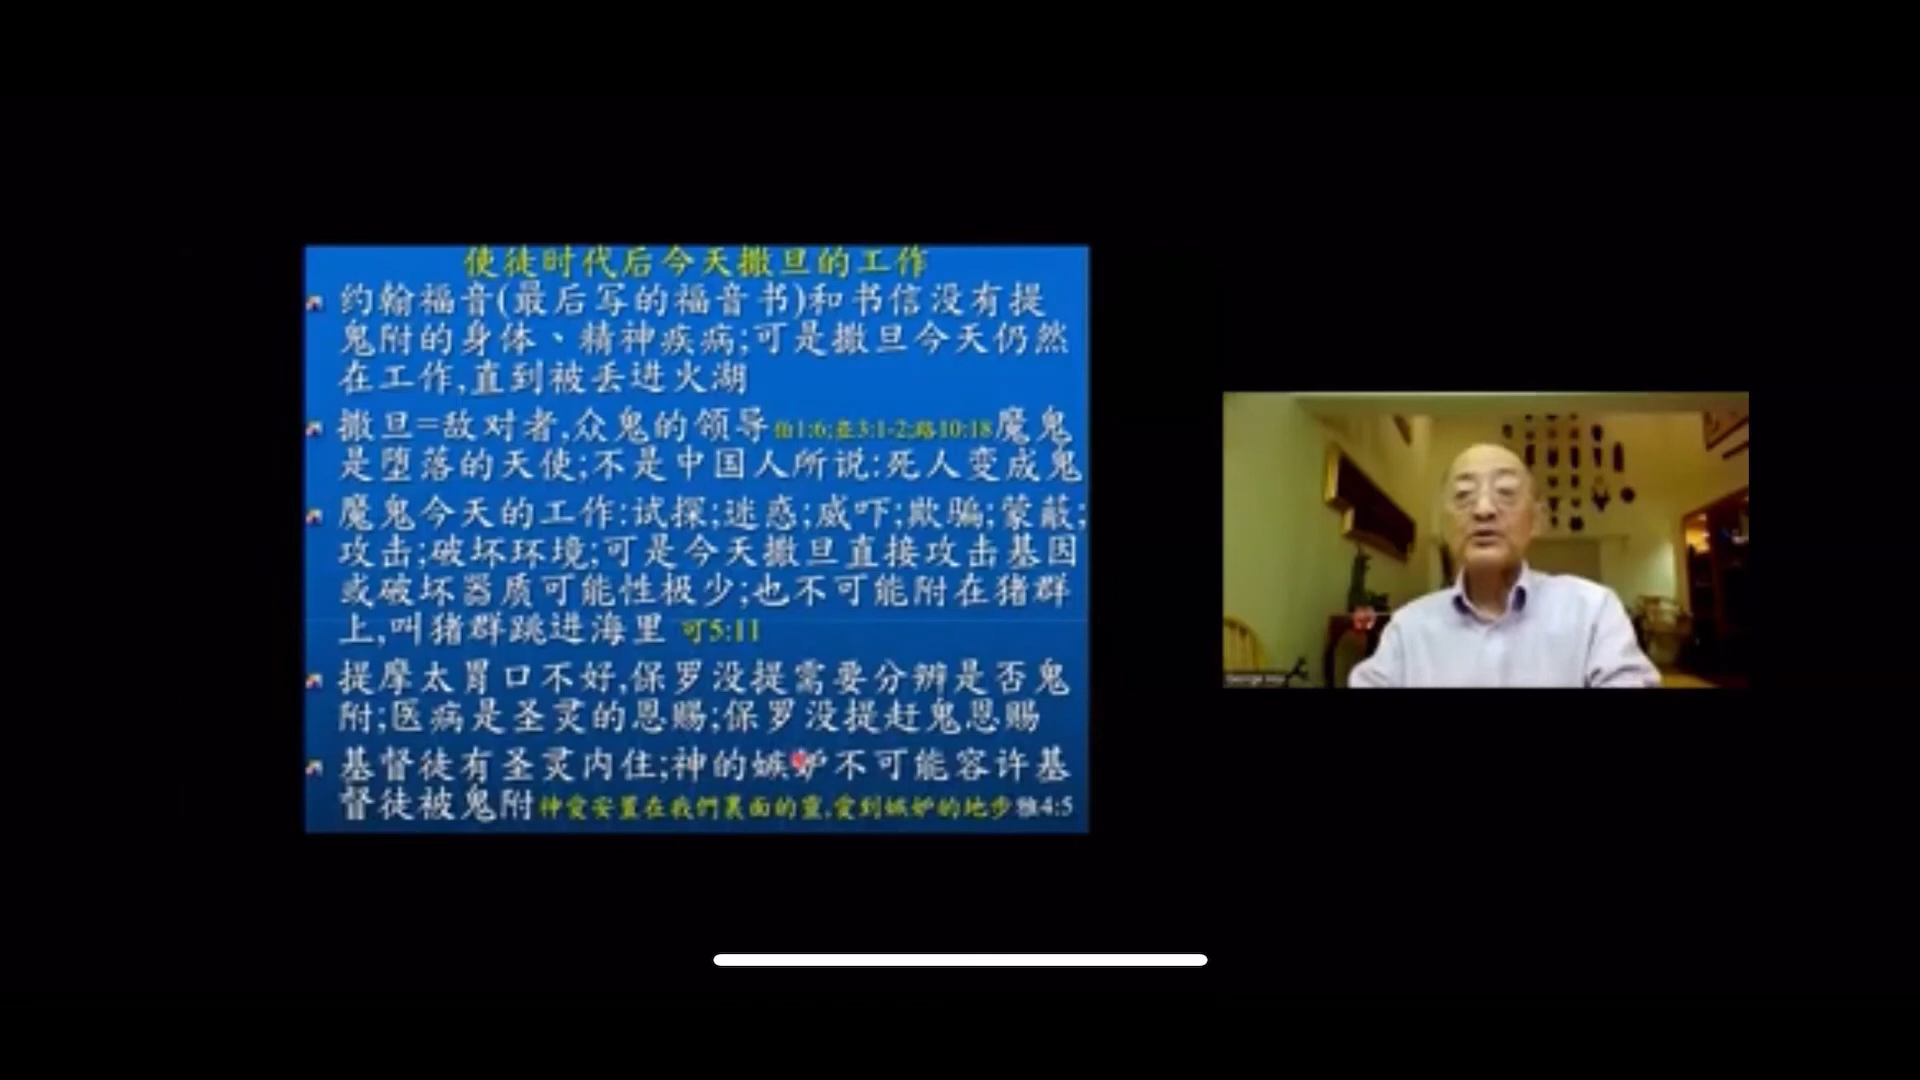 使徒时代后今天撒旦的工作
约翰福音(最后写的福音书)和书信没有提
鬼附的身体、精神疾病;可是撒旦今天仍然
在工作,直到被丢进火湖
撒旦=敌对者,众鬼的领导伯1:6;亚3:1-2;路10:18魔鬼
是堕落的天使;不是中国人所说:死人变成鬼
魔鬼今天的工作:试探;迷惑;威吓;欺骗;蒙蔽;
攻击;破坏环境;可是今天撒旦直接攻击基因
或破坏器质可能性极少;也不可能附在猪群
上,叫猪群跳进海里 可5:11
提摩太胃口不好,保罗没提需要分辨是否鬼
附;医病是圣灵的恩赐;保罗没提赶鬼恩赐
基督徒有圣灵内住;神的嫉妒不可能容许基
督徒被鬼附神爱安置在我們裏面的靈,愛到嫉妒的地步雅4:5
George